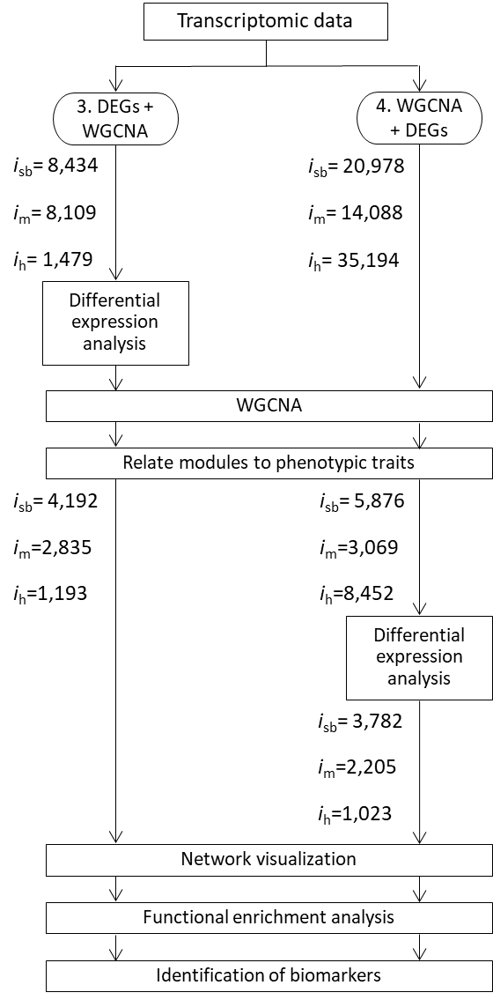 Transcriptomic data
3. DEGs +
WGCNA
4. WGCNA
+ DEGs
isb= 8,434
im= 8,109
ih= 1,479
isb= 20,978
im= 14,088
ih= 35,194
Differential
expression
analysis
WGCNA
Relate modules to phenotypic traits
isb= 4,192
im=2,835
ih=1,193
isb= 5,876
im=3,069
ih=8,452
Differential
expression
analysis
isb= 3,782
im=2,205
ih=1,023
Network visualization
Functional enrichment analysis
Identification of biomarkers